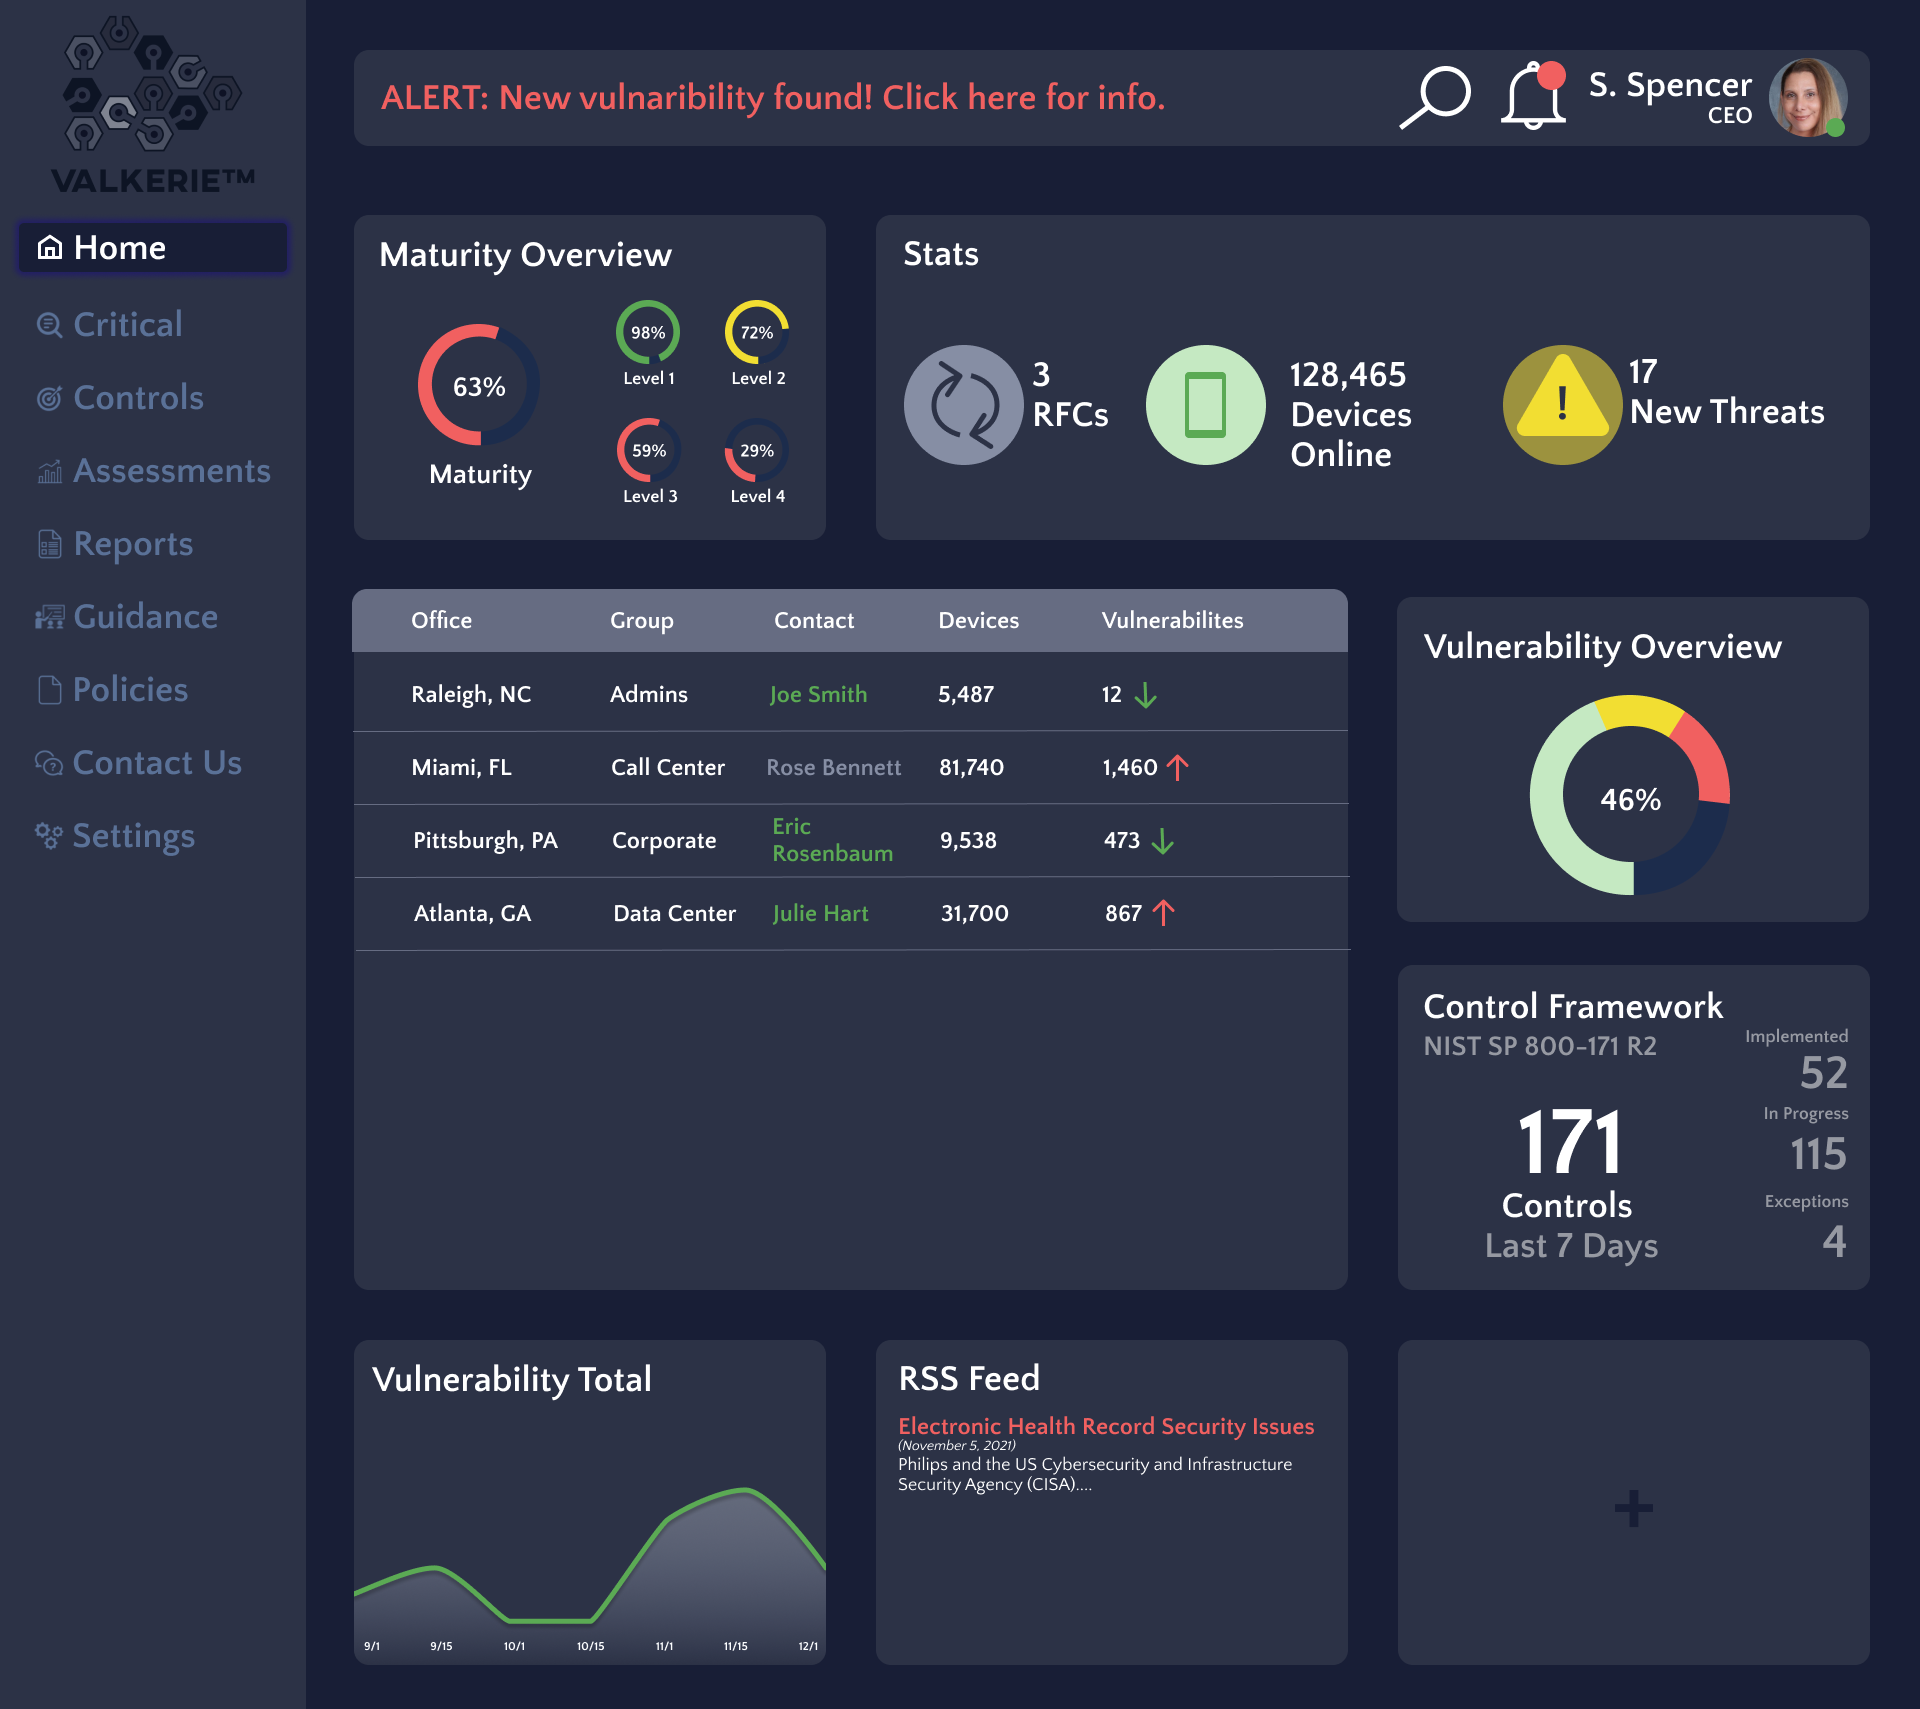 VALKERIE™
Home
Critical
Controls
Assessments
Reports
Guidance
Policies
Contact Us
Settings
ALERT: New vulnaribility found! Click here for info.
S. Spencer
CEO
Maturity Overview
63%
Maturity
98%
Level 1
72%
Level 2
59%
Level 3
29%
Level 4
Stats
3
RFCs
128,465
Devices
Online
!
17
New Threats
Office Group Contact Devices Vulnerabilites
Raleigh, NC Admins Joe Smith 5,487 12
Miami, FL Call Center Rose Bennett 81,740 1,460
Pittsburgh, PA Corporate Eric Rosenbaum 9,538 473
Atlanta, GA Data Center Julie Hart 31,700 867
Vulnerability Overview
46%
Control Framework
NIST SP 800-171 R2
171
Controls
Last 7 Days
Implemented
52
In Progress
115
Exceptions
4
Vulnerability Total
9/1 9/15 10/1 10/15 11/1 11/15 12/1
RSS Feed
Electronic Health Record Security Issues
(November 5, 2021)
Philips and the US Cybersecurity and Infrastructure
Security Agency (CISA)....
+